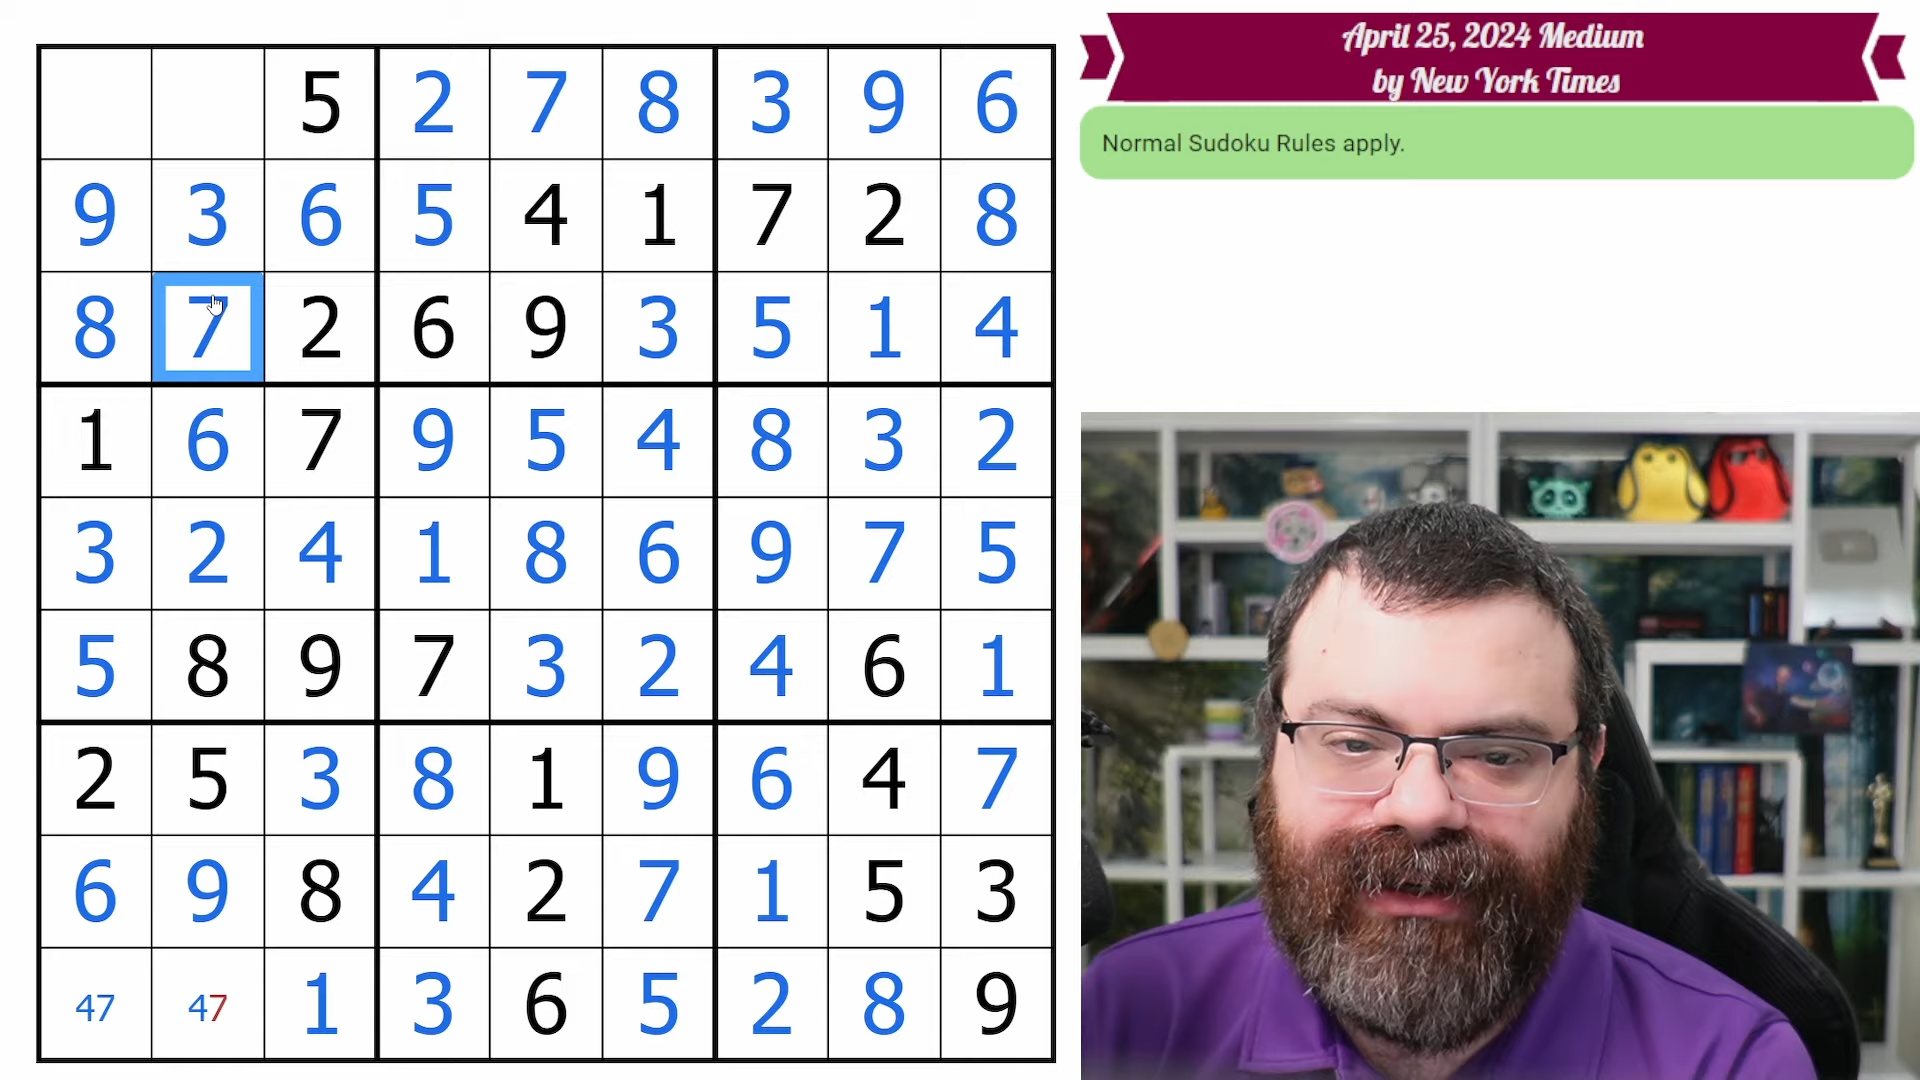 April 25, 2024 Medium
by New York Times
Normal Sudoku Rules apply.
5 2 7 8 3 9 6
9 3 6 5 4 1 7 2 8
8 7 2 6 9 3 5 1 4
1 6 7 9 5 4 8 3 2
3 2 4 1 8 6 9 7 5
5 8 9 7 3 2 4 6 1
2 5 3 8 1 9 6 4 7
6 9 8 4 2 7 1 5 3
47 47 1 3 6 5 2 8 9